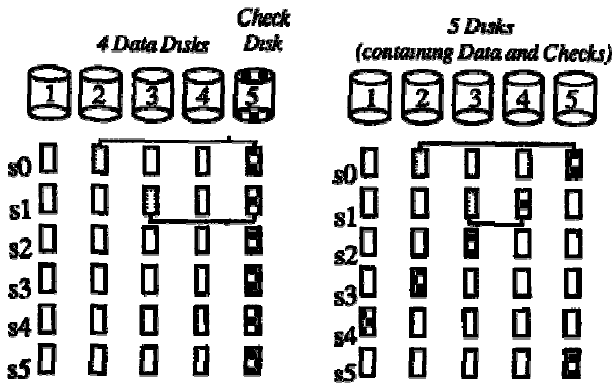 4 Data Disks
Check
Disk
1 2 3 4 5
s0
s1
s2
s3
s4
s5
5 Disks
(containing Data and Checks)
1 2 3 4 5
s0
s1
s2
s3
s4
s5